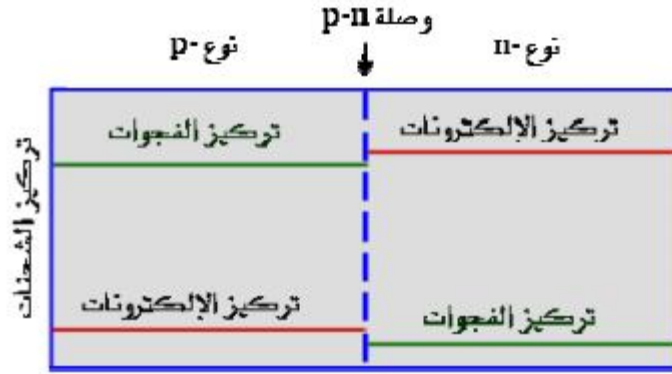 وصلة p-n
نوع-p
نوع-n
تركيز الفجوات
تركيز الإلكترونات
تركيز الشحنات
تركيز الإلكترونات
تركيز الفجوات